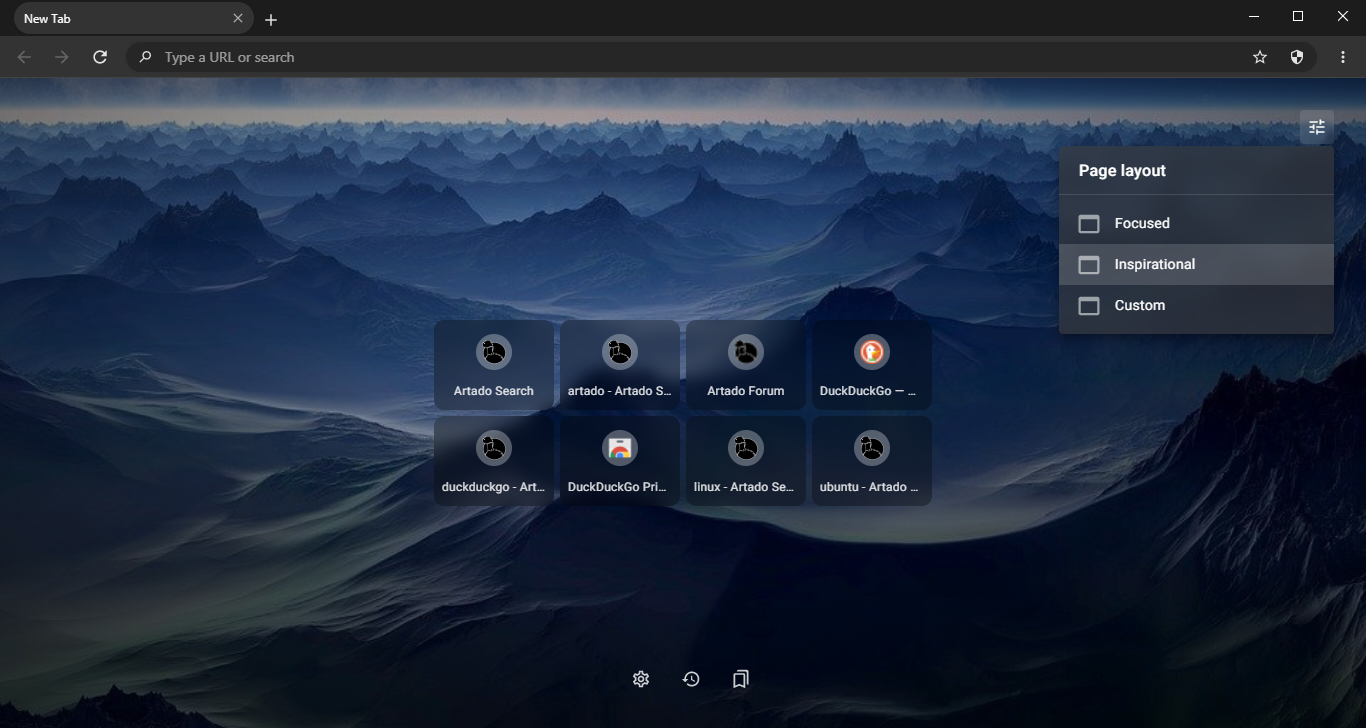 New Tab
Type a URL or search
Page layout
Focused
Inspirational
Custom
Artado Search
artado - Artado S...
Artado Forum
DuckDuckGo — ...
duckduckgo - Art...
DuckDuckGo Pri...
linux - Artado Se...
ubuntu - Artado ...